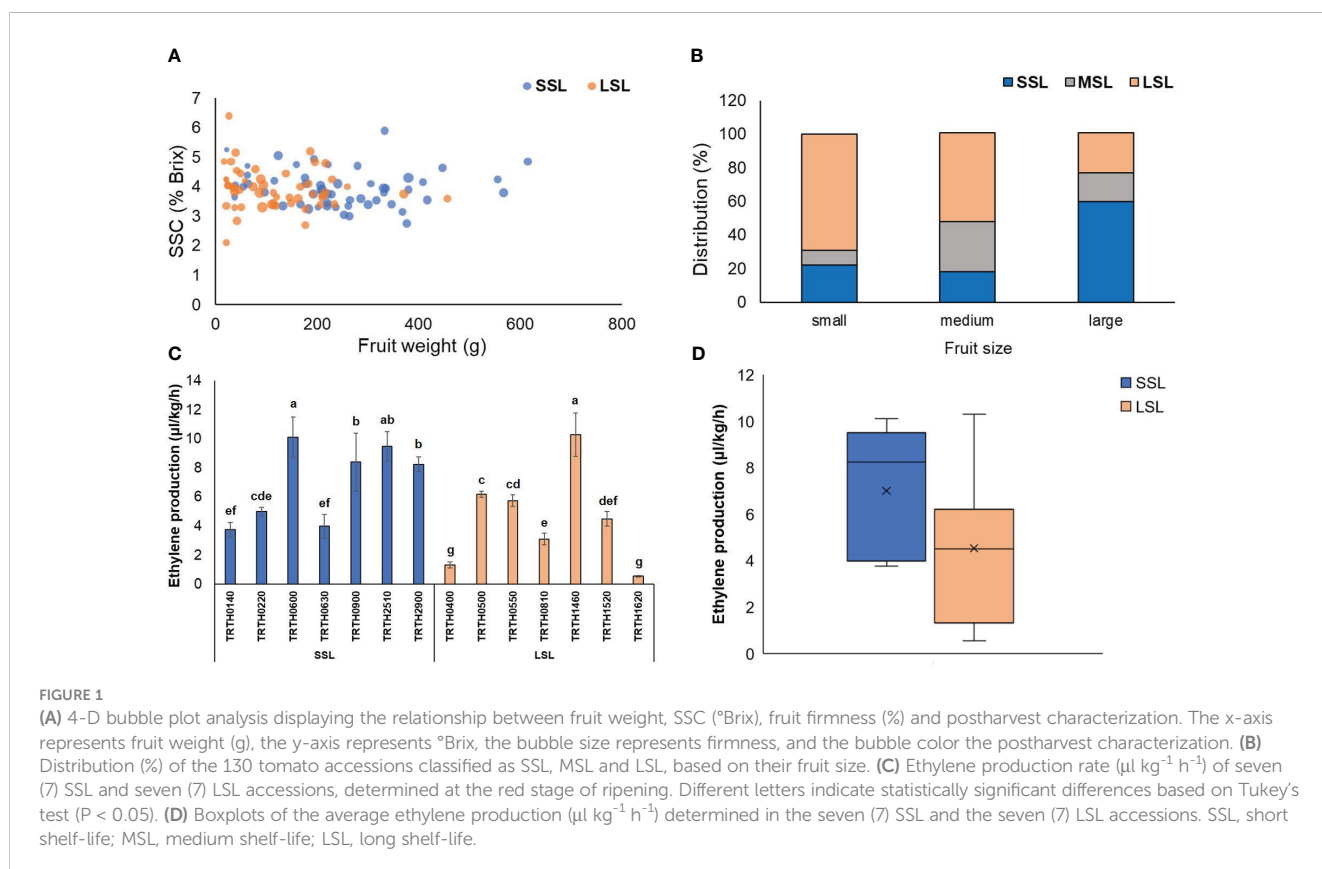 A
SSL LSL
7
6
5
4
3
2
1
0
SSC (% Brix)
0 200 400 600 800
Fruit weight (g)
B
SSL MSL LSL
120
100
80
60
40
20
0
Distribution (%)
small medium large
Fruit size
C
14
12
10
8
6
4
2
0
Ethylene production (µl/kg/h)
ef cde a ef b ab b g c cd e a def g
TRTH0140
TRTH0220
TRTH0600
TRTH0630
TRTH0900
TRTH2510
TRTH2900
TRTH0400
TRTH0500
TRTH0550
TRTH0810
TRTH1460
TRTH1520
TRTH1620
SSL LSL
D
12
10
8
6
4
2
0
Ethylene production (µl/kg/h)
SSL
LSL
FIGURE 1
(A) 4-D bubble plot analysis displaying the relationship between fruit weight, SSC (°Brix), fruit firmness (%) and postharvest characterization. The x-axis
represents fruit weight (g), the y-axis represents °Brix, the bubble size represents firmness, and the bubble color the postharvest characterization. (B)
Distribution (%) of the 130 tomato accessions classified as SSL, MSL and LSL, based on their fruit size. (C) Ethylene production rate (µl kg⁻¹ h⁻¹) of seven
(7) SSL and seven (7) LSL accessions, determined at the red stage of ripening. Different letters indicate statistically significant differences based on Tukey’s
test (P < 0.05). (D) Boxplots of the average ethylene production (µl kg⁻¹ h⁻¹) determined in the seven (7) SSL and the seven (7) LSL accessions. SSL, short
shelf-life; MSL, medium shelf-life; LSL, long shelf-life.